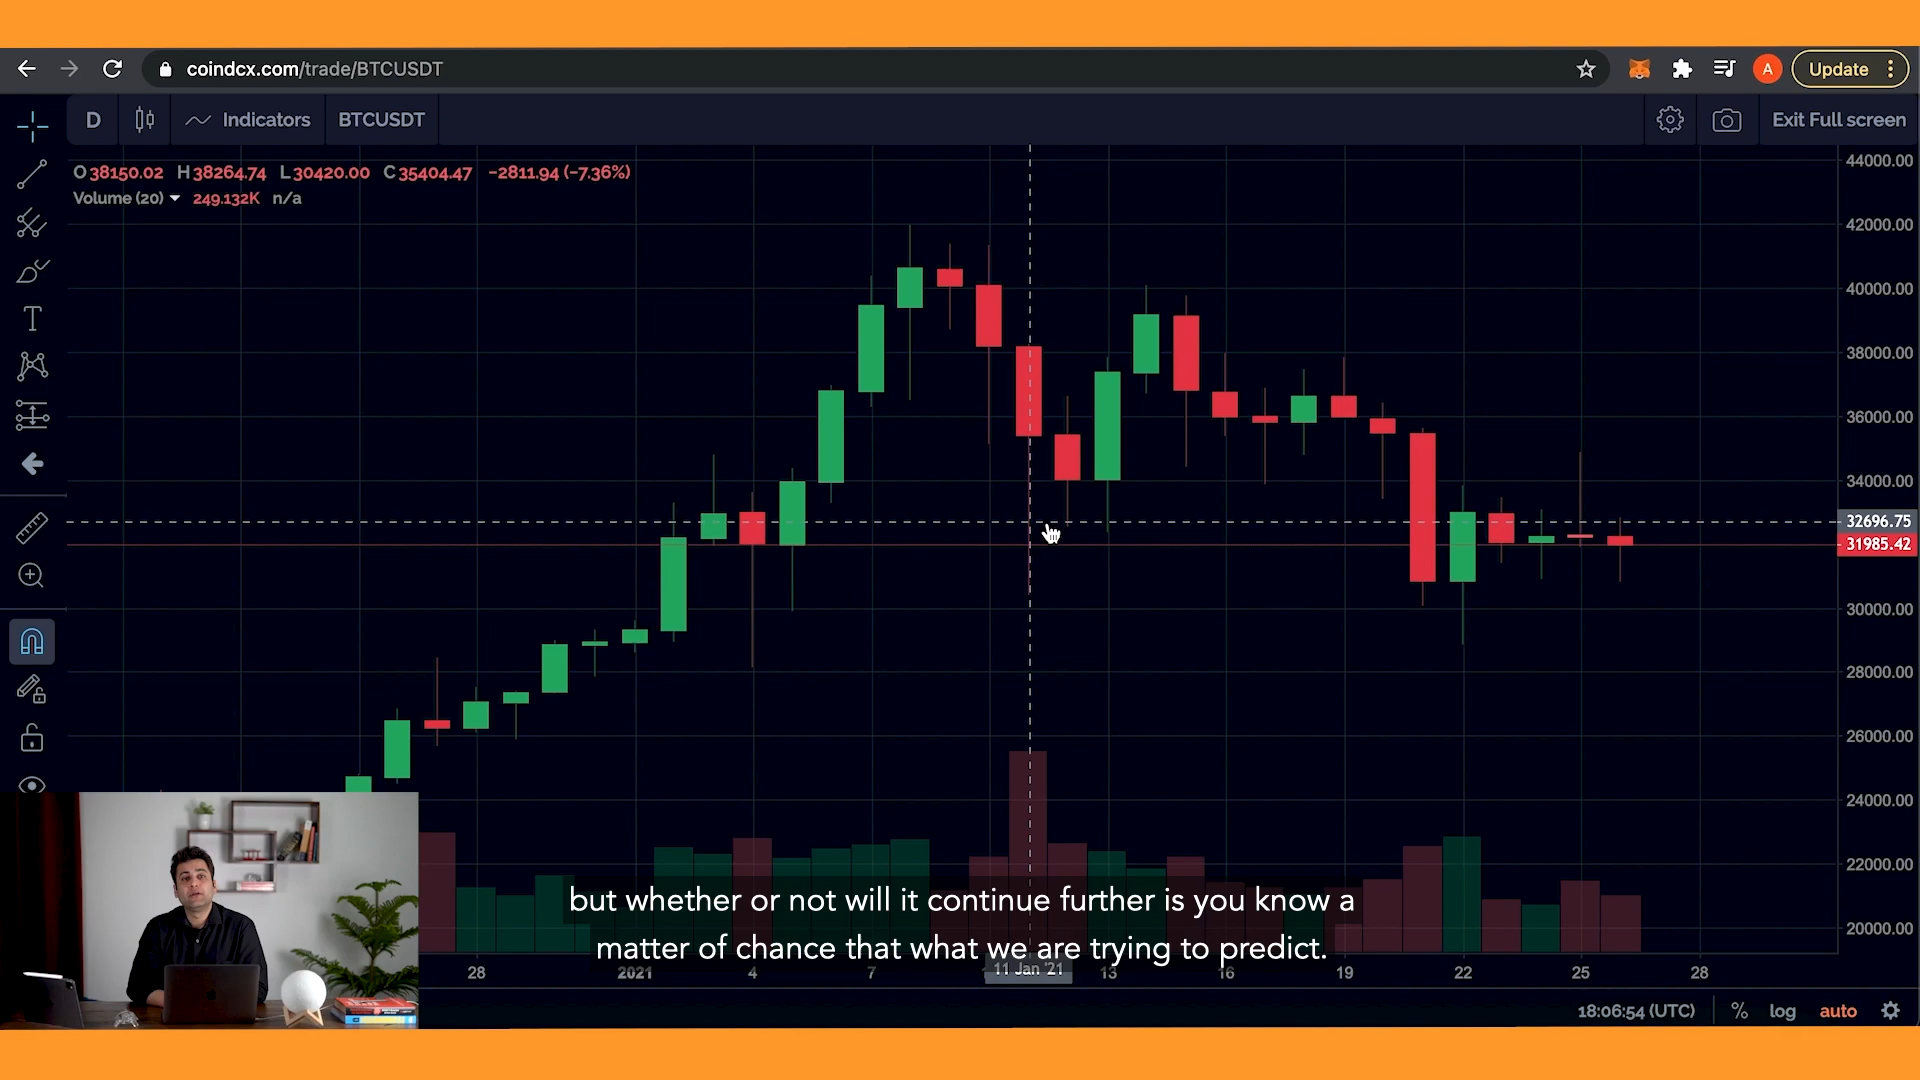 coindcx.com/trade/BTCUSDT
A
Update
D
Indicators
BTCUSDT
Exit Full screen
O38150.02 H38264.74 L30420.00 C35404.47 −2811.94 (−7.36%)
Volume (20) 249.132K n/a
44000.00
42000.00
40000.00
38000.00
36000.00
34000.00
32696.75
31985.42
30000.00
28000.00
26000.00
24000.00
22000.00
20000.00
T
but whether or not will it continue further is you know a
matter of chance that what we are trying to predict.
28 2021 4 7 11 Jan '21 13 16 19 22 25 28
18:06:54 (UTC) % log auto